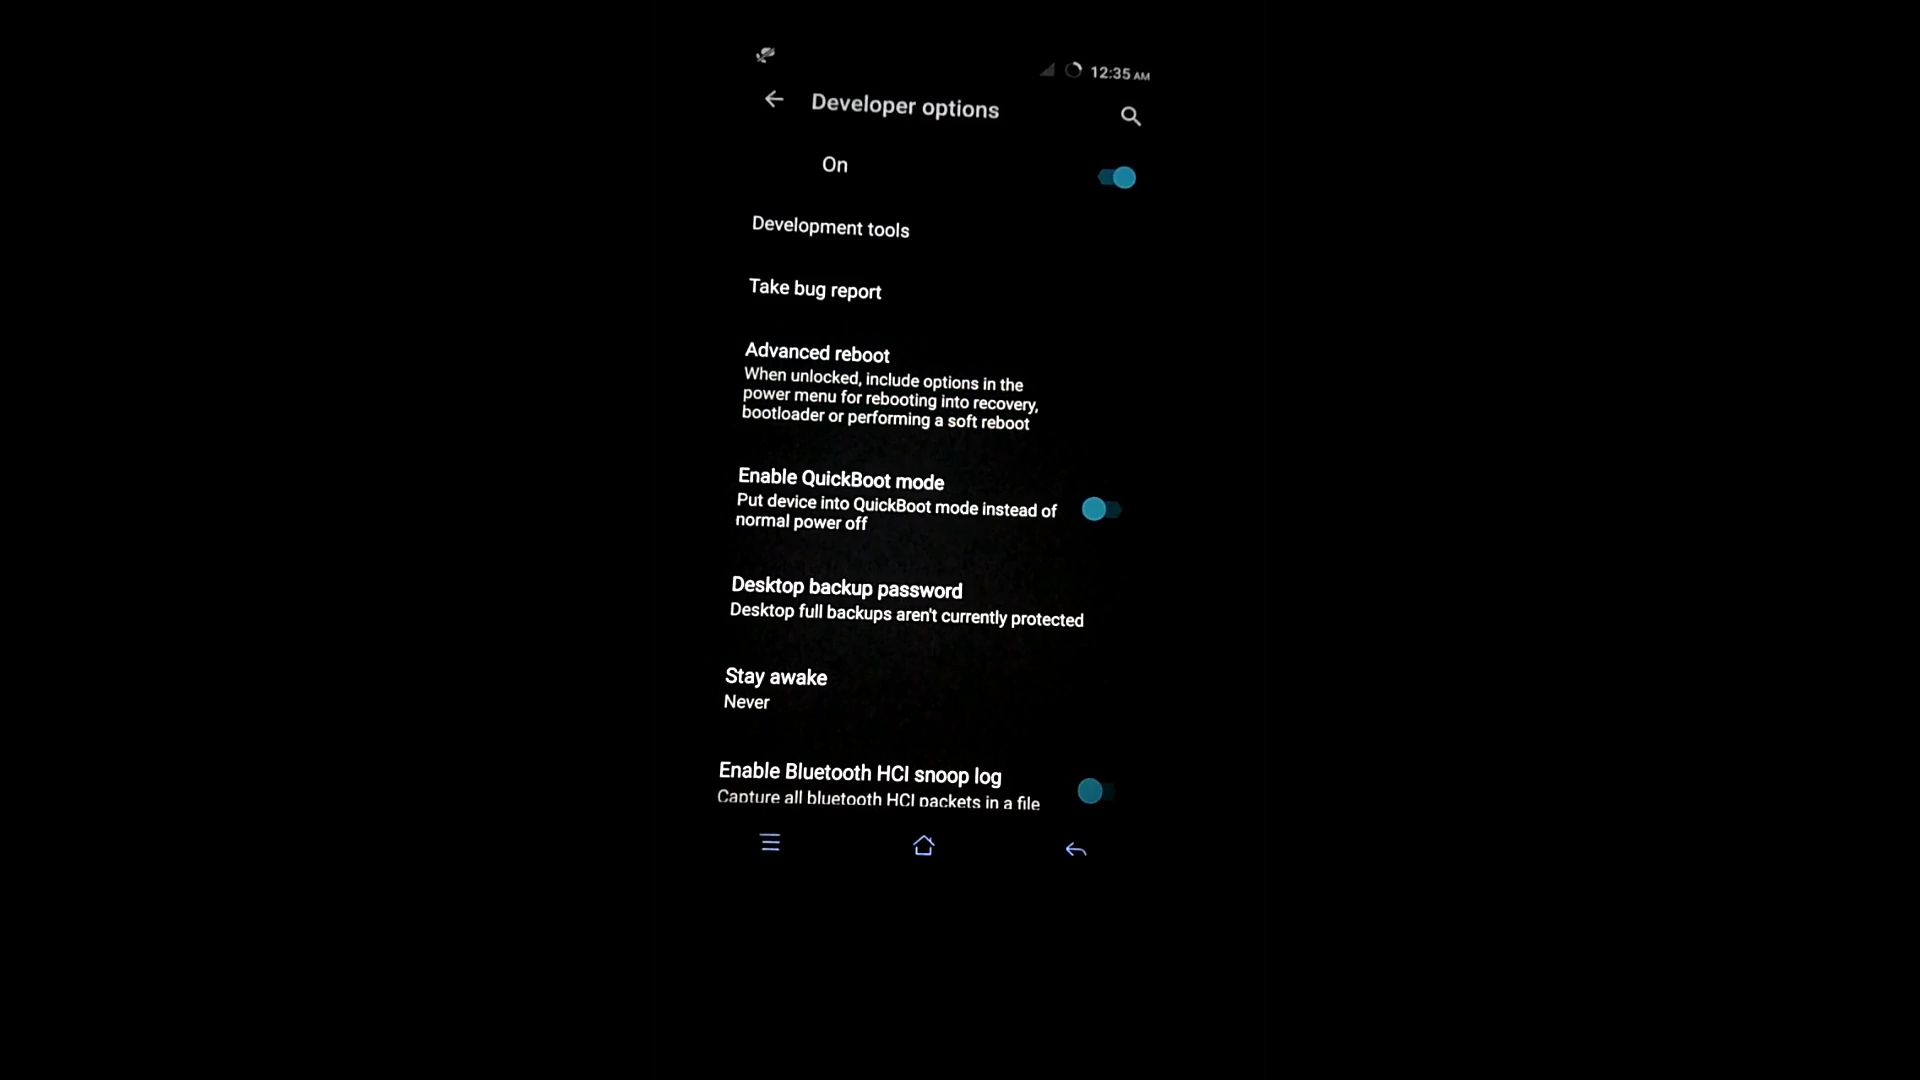 12:35 AM
Developer options
On
Development tools
Take bug report
Advanced reboot
When unlocked, include options in the
power menu for rebooting into recovery,
bootloader or performing a soft reboot
Enable QuickBoot mode
Put device into QuickBoot mode instead of
normal power off
Desktop backup password
Desktop full backups aren't currently protected
Stay awake
Never
Enable Bluetooth HCI snoop log
Capture all bluetooth HCI packets in a file